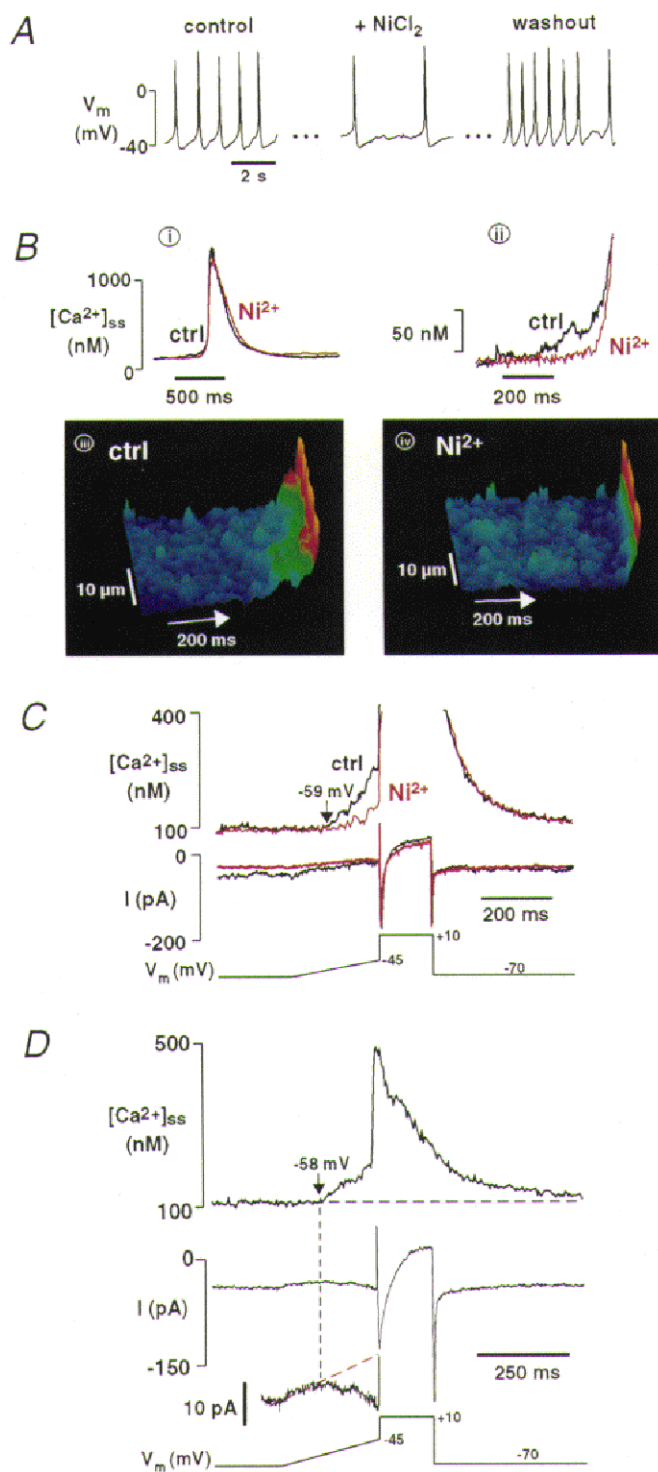 A
control + NiCl₂ washout
0
Vm
(mV)
-40
2 s
B
i ii
1000
[Ca²⁺]ss
(nM)
0
ctrl
Ni²⁺
500 ms
50 nM
ctrl
Ni²⁺
200 ms
iii ctrl
10 µm
200 ms
iv Ni²⁺
10 µm
200 ms
C
400
[Ca²⁺]ss
(nM)
100
ctrl
-59 mV
Ni²⁺
0
I (pA)
-200
200 ms
+10
-45
-70
Vm (mV)
D
500
[Ca²⁺]ss
(nM)
100
-58 mV
0
I (pA)
-150
250 ms
10 pA
+10
-45
-70
Vm (mV)